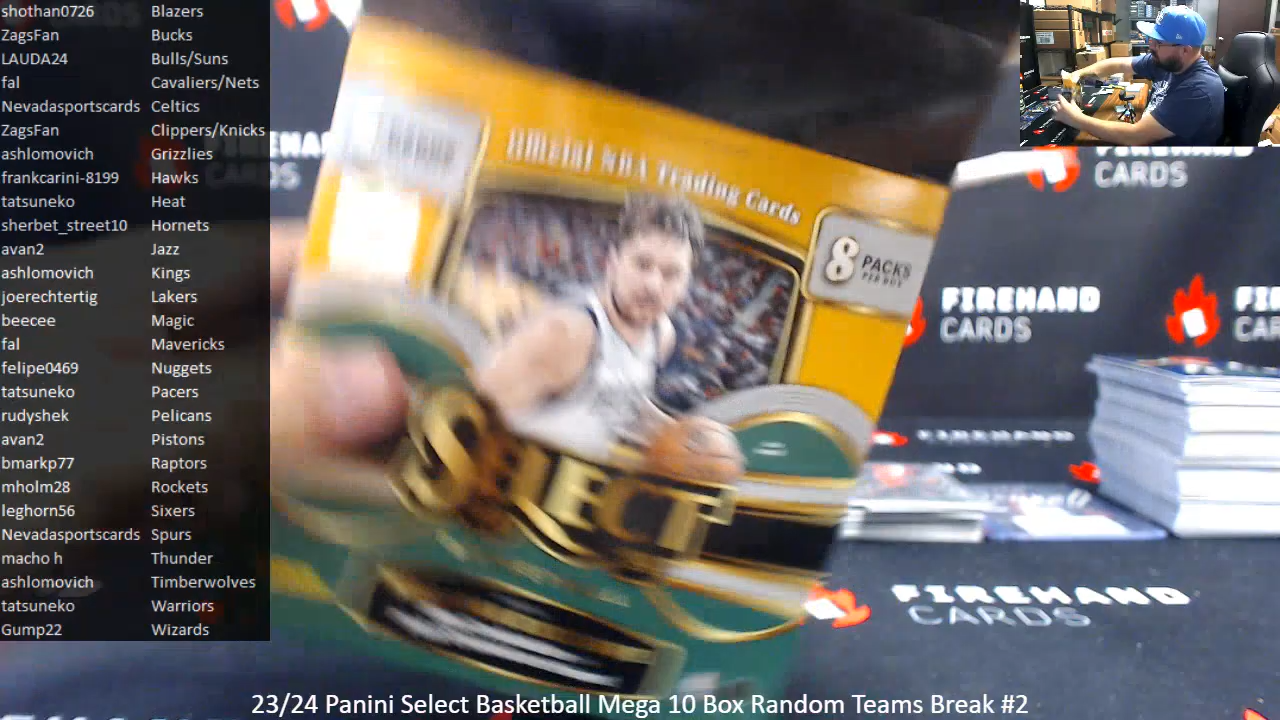 shothan0726 Blazers
ZagsFan Bucks
LAUDA24 Bulls/Suns
fal Cavaliers/Nets
Nevadasportscards Celtics
ZagsFan Clippers/Knicks
ashlomovich Grizzlies
frankcarini-8199 Hawks
tatsuneko Heat
sherbet_street10 Hornets
avan2 Jazz
ashlomovich Kings
joerechtertig Lakers
beecee Magic
fal Mavericks
felipe0469 Nuggets
tatsuneko Pacers
rudyshek Pelicans
avan2 Pistons
bmarkp77 Raptors
mholm28 Rockets
leghorn56 Sixers
Nevadasportscards Spurs
macho h Thunder
ashlomovich Timberwolves
tatsuneko Warriors
Gump22 Wizards
Official NBA Trading Cards
8 PACKS
PER BOX
SELECT
CARDS
FIREHAND
CARDS
FIREHAND
FIREHAND
CARDS
23/24 Panini Select Basketball Mega 10 Box Random Teams Break #2